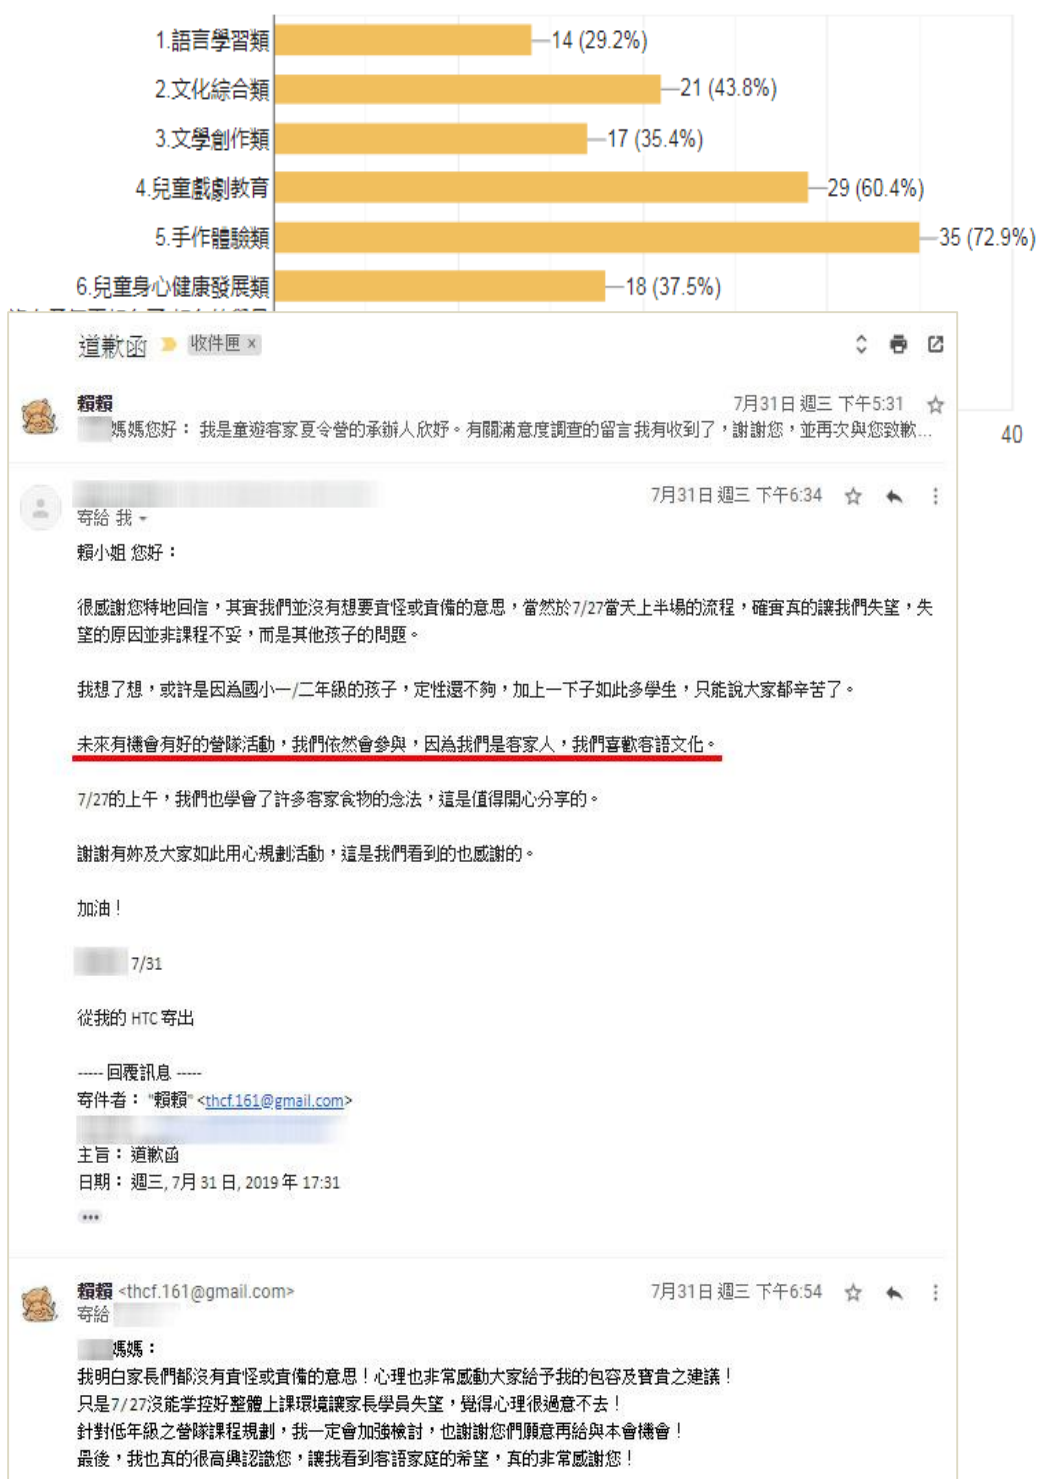 1.語言學習類
14 (29.2%)
2.文化綜合類
21 (43.8%)
3.文學創作類
17 (35.4%)
4.兒童戲劇教育
29 (60.4%)
5.手作體驗類
35 (72.9%)
6.兒童身心健康發展類
18 (37.5%)
40
道歉函
收件匣 ×
賴賴
7月31日 週三 下午5:31
媽媽您好： 我是童遊客家夏令營的承辦人欣妤。有關滿意度調查的留言我有收到了，謝謝您，並再次與您致歉...
7月31日 週三 下午6:34
寄給 我
賴小姐 您好：
很感謝您特地回信，其實我們並沒有想要責怪或責備的意思，當然於7/27當天上半場的流程，確實真的讓我們失望，失
望的原因並非課程不妥，而是其他孩子的問題。
我想了想，或許是因為國小一/二年級的孩子，定性還不夠，加上一下子如此多學生，只能說大家都辛苦了。
未來有機會有好的營隊活動，我們依然會參與，因為我們是客家人，我們喜歡客語文化。
7/27的上午，我們也學會了許多客家食物的念法，這是值得開心分享的。
謝謝有妳及大家如此用心規劃活動，這是我們看到的也感謝的。
加油！
7/31
從我的 HTC 寄出
----- 回覆訊息 -----
寄件者： "賴賴" <thcf.161@gmail.com>
主旨： 道歉函
日期： 週三, 7月 31 日, 2019 年 17:31
•••
賴賴 <thcf.161@gmail.com>
7月31日 週三 下午6:54
寄給
媽媽：
我明白家長們都沒有責怪或責備的意思！心理也非常感動大家給予我的包容及寶貴之建議！
只是7/27沒能掌控好整體上課環境讓家長學員失望，覺得心理很過意不去！
針對低年級之營隊課程規劃，我一定會加強檢討，也謝謝您們願意再給與本會機會！
最後，我也真的很高興認識您，讓我看到客語家庭的希望，真的非常感謝您！